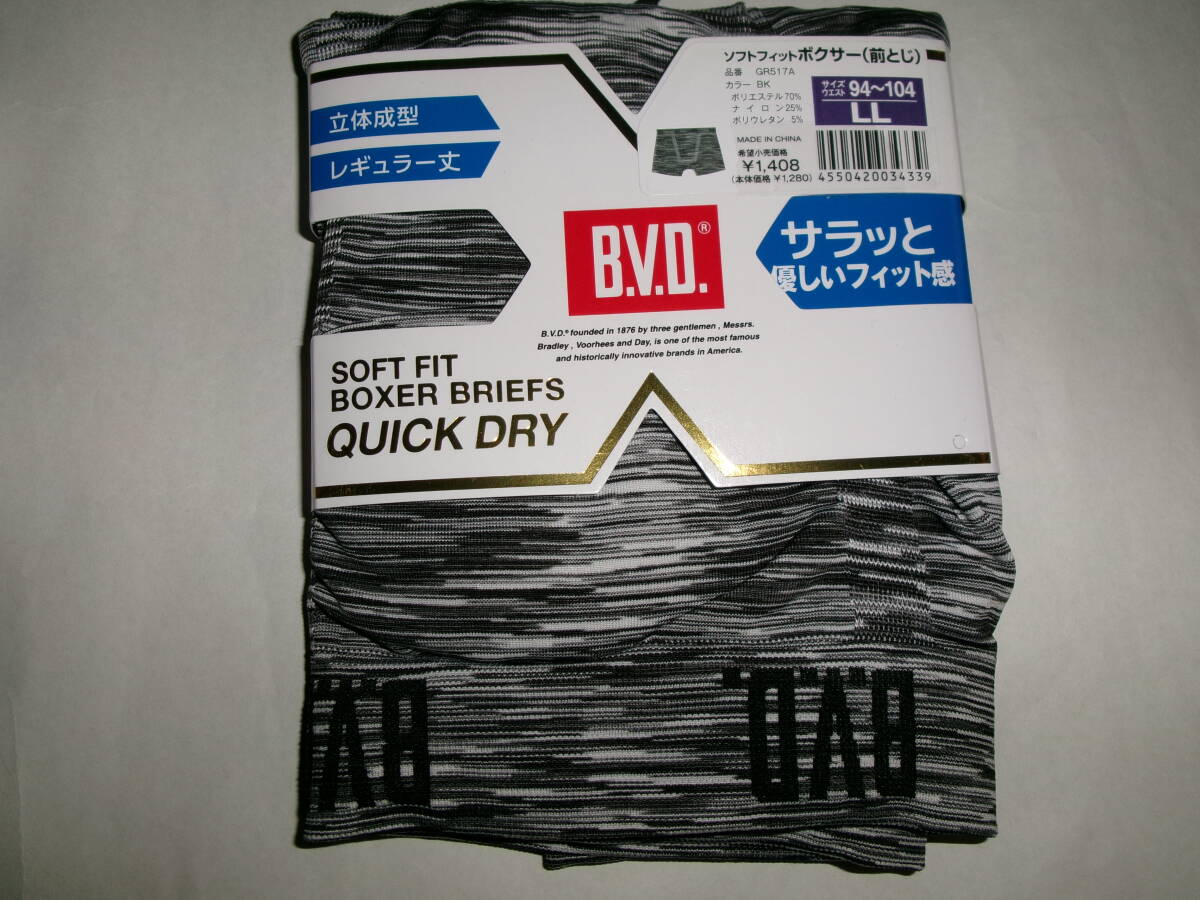 ソフトフィットボクサー(前とじ)
品番 GR517A
カラー BK
ポリエステル70%
ナイロン25%
ポリウレタン 5%
サイズ
ウエスト 94~104
LL
MADE IN CHINA
希望小売価格
¥1,408
(本体価格 ¥1,280)
4550420034339
立体成型
レギュラー丈
B.V.D.®
サラッと
優しいフィット感
B.V.D.® founded in 1876 by three gentlemen , Messrs.
Bradley , Voorhees and Day, is one of the most famous
and historically innovative brands in America.
SOFT FIT
BOXER BRIEFS
QUICK DRY
B.V.
B.V.D.